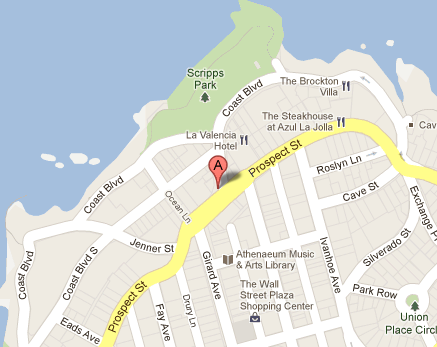 Scripps
Park
Coast Blvd
The Brockton
Villa
The Steakhouse
at Azul La Jolla
Cav
La Valencia
Hotel
A
Prospect St
Roslyn Ln
Cave St
Coast Blvd
Ocean Ln
Exchange P
Jenner St
Coast Blvd
Coast Blvd S
Athenaeum Music
& Arts Library
Girard Ave
Ivanhoe Ave
Silverado St
The Wall
Street Plaza
Shopping Center
Park Row
Union
Place Circ
Drury Ln
Fay Ave
Prospect St
Eads Ave